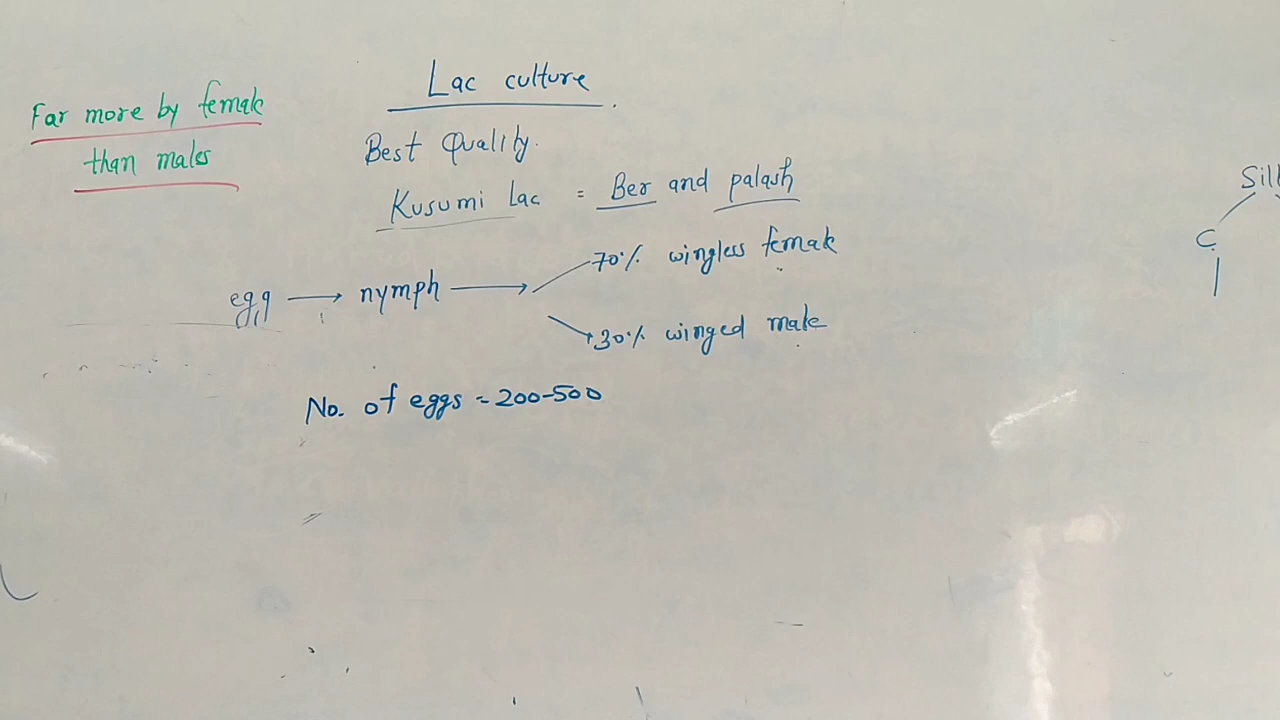 Lac culture
Far more by female
than males
Best Quality.
Kusumi Lac = Ber and palash
egg → nymph → 70% wingless female
30% winged male
No. of eggs = 200-500
C